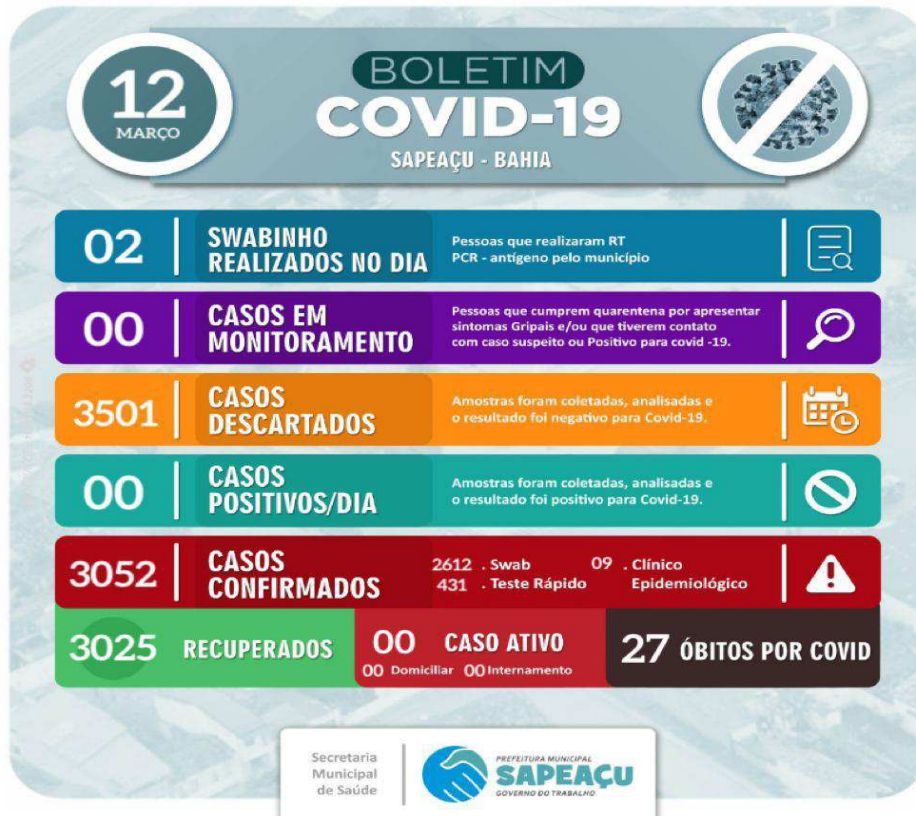 12
MARÇO
BOLETIM
COVID-19
SAPEAÇU - BAHIA
02
SWABINHO
REALIZADOS NO DIA
Pessoas que realizaram RT
PCR - antígeno pelo município
00
CASOS EM
MONITORAMENTO
Pessoas que cumprem quarentena por apresentar
sintomas Gripais e/ou que tiverem contato
com caso suspeito ou Positivo para covid -19.
3501
CASOS
DESCARTADOS
Amostras foram coletadas, analisadas e
o resultado foi negativo para Covid-19.
00
CASOS
POSITIVOS/DIA
Amostras foram coletadas, analisadas e
o resultado foi positivo para Covid-19.
3052
CASOS
CONFIRMADOS
2612 . Swab
431 . Teste Rápido
09 . Clínico
Epidemiológico
3025 RECUPERADOS
00 CASO ATIVO
00 Domiciliar 00 Internamento
27 ÓBITOS POR COVID
Secretaria
Municipal
de Saúde
PREFEITURA MUNICIPAL
SAPEAÇU
GOVERNO DO TRABALHO